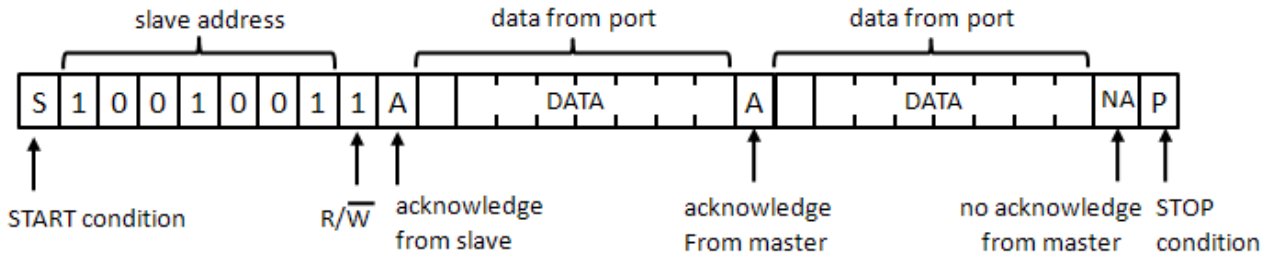 slave address data from port data from port
S 1 0 0 1 0 0 1 1 A DATA A DATA NA P
START condition R/W̅ acknowledge acknowledge no acknowledge STOP
from slave From master from master condition